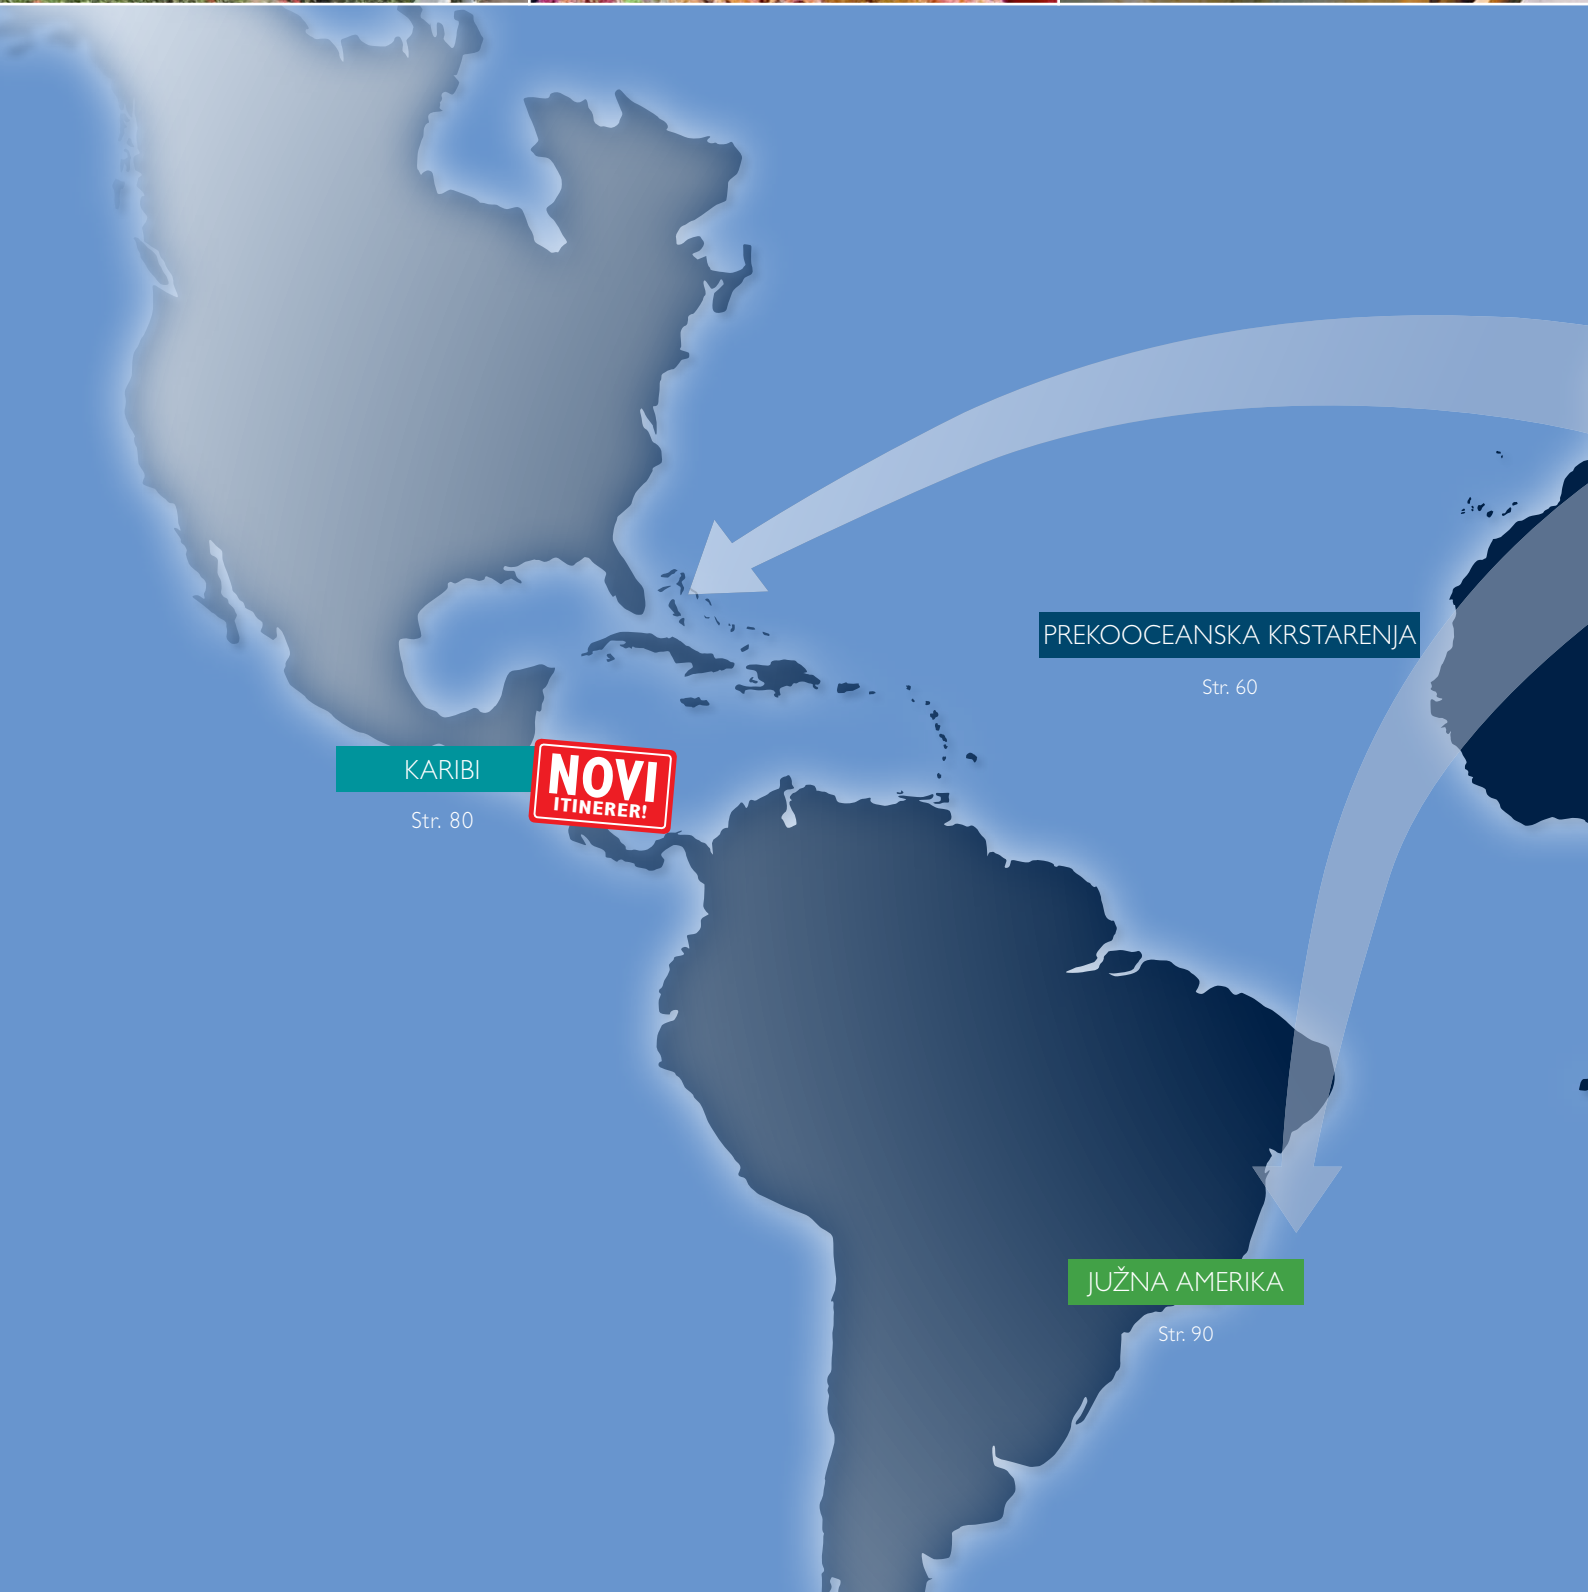 PREKOOCEANSKA KRSTARENJA
Str. 60
KARIBI
NOVI
ITINERER!
Str. 80
JUŽNA AMERIKA
Str. 90